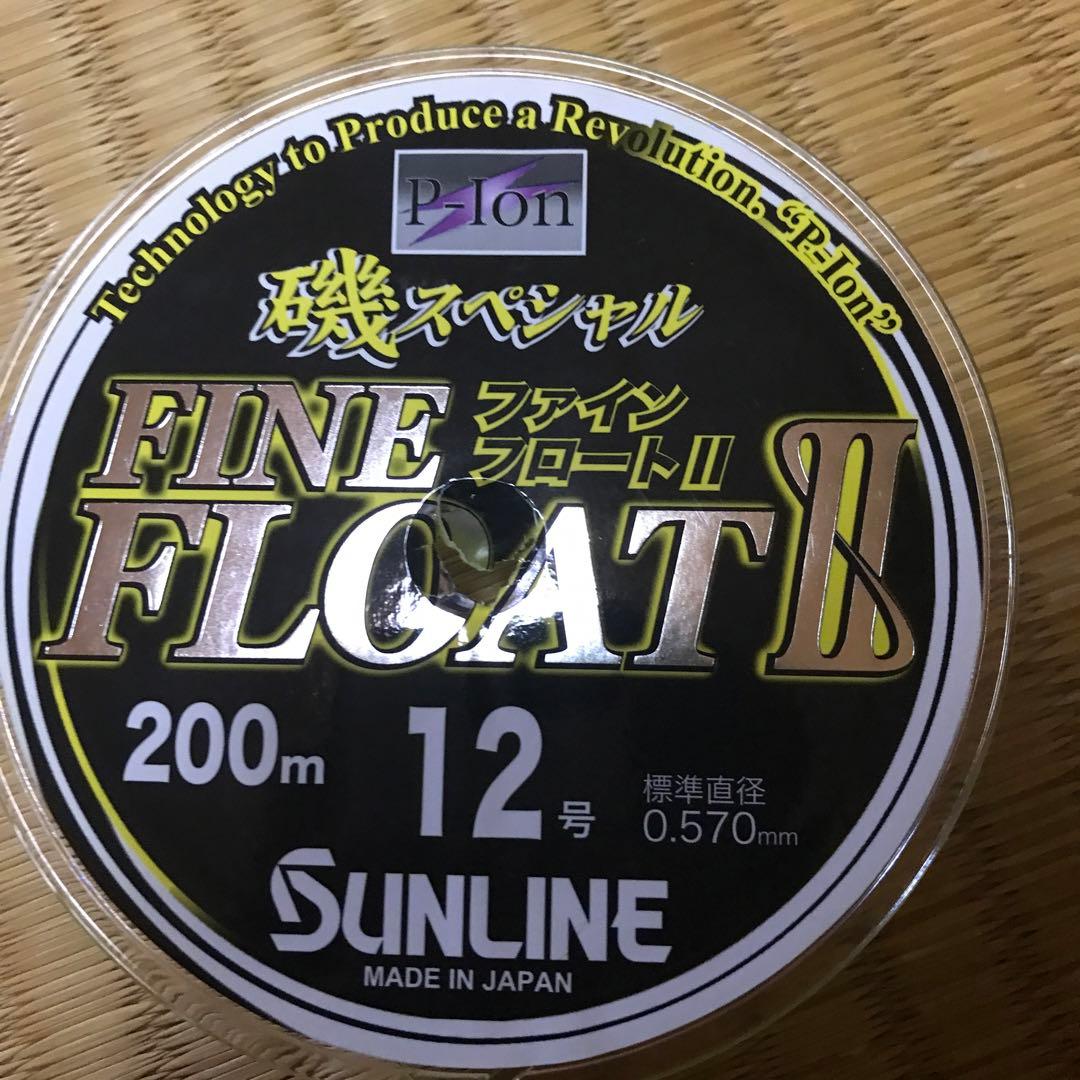 Technology to Produce a Revolution. “P-Ion”
P-Ion
磯スペシャル
FINE
ファイン
フロートII
FLOAT II
200m
12号
標準直径
0.570mm
SUNLINE
MADE IN JAPAN